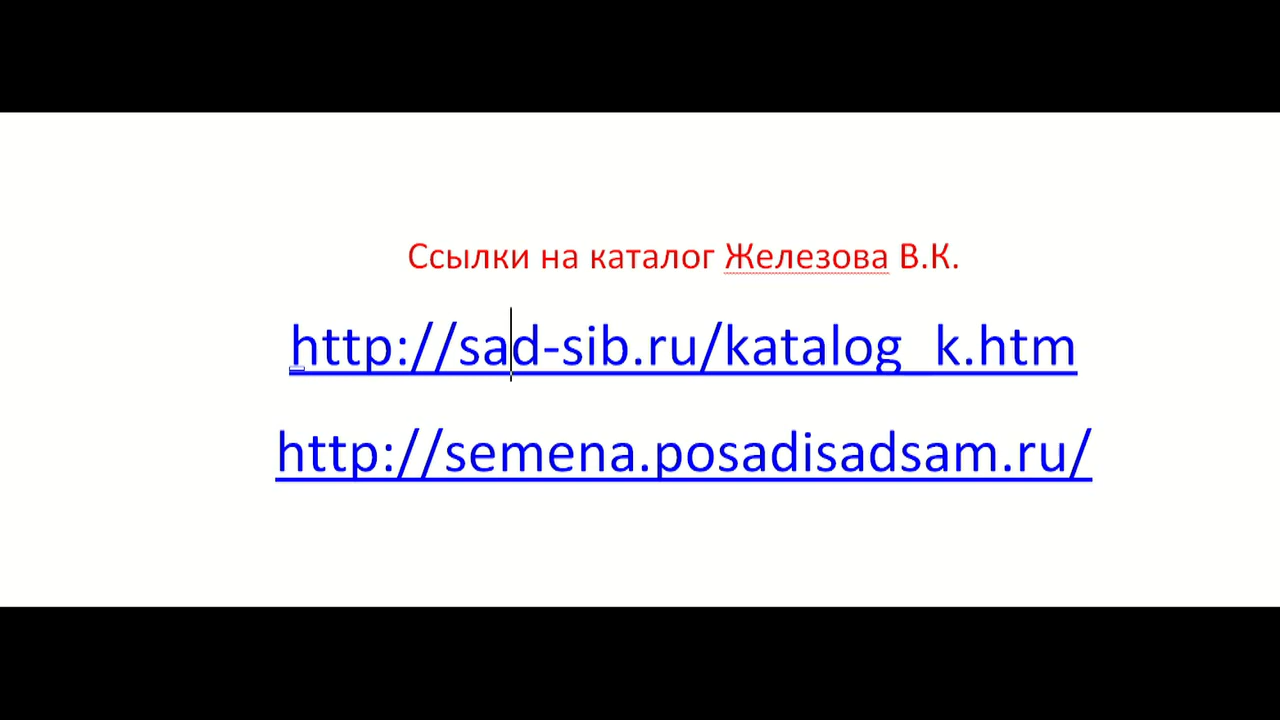 Ссылки на каталог Железова В.К.
http://sad-sib.ru/katalog_k.htm
http://semena.posadisadsam.ru/